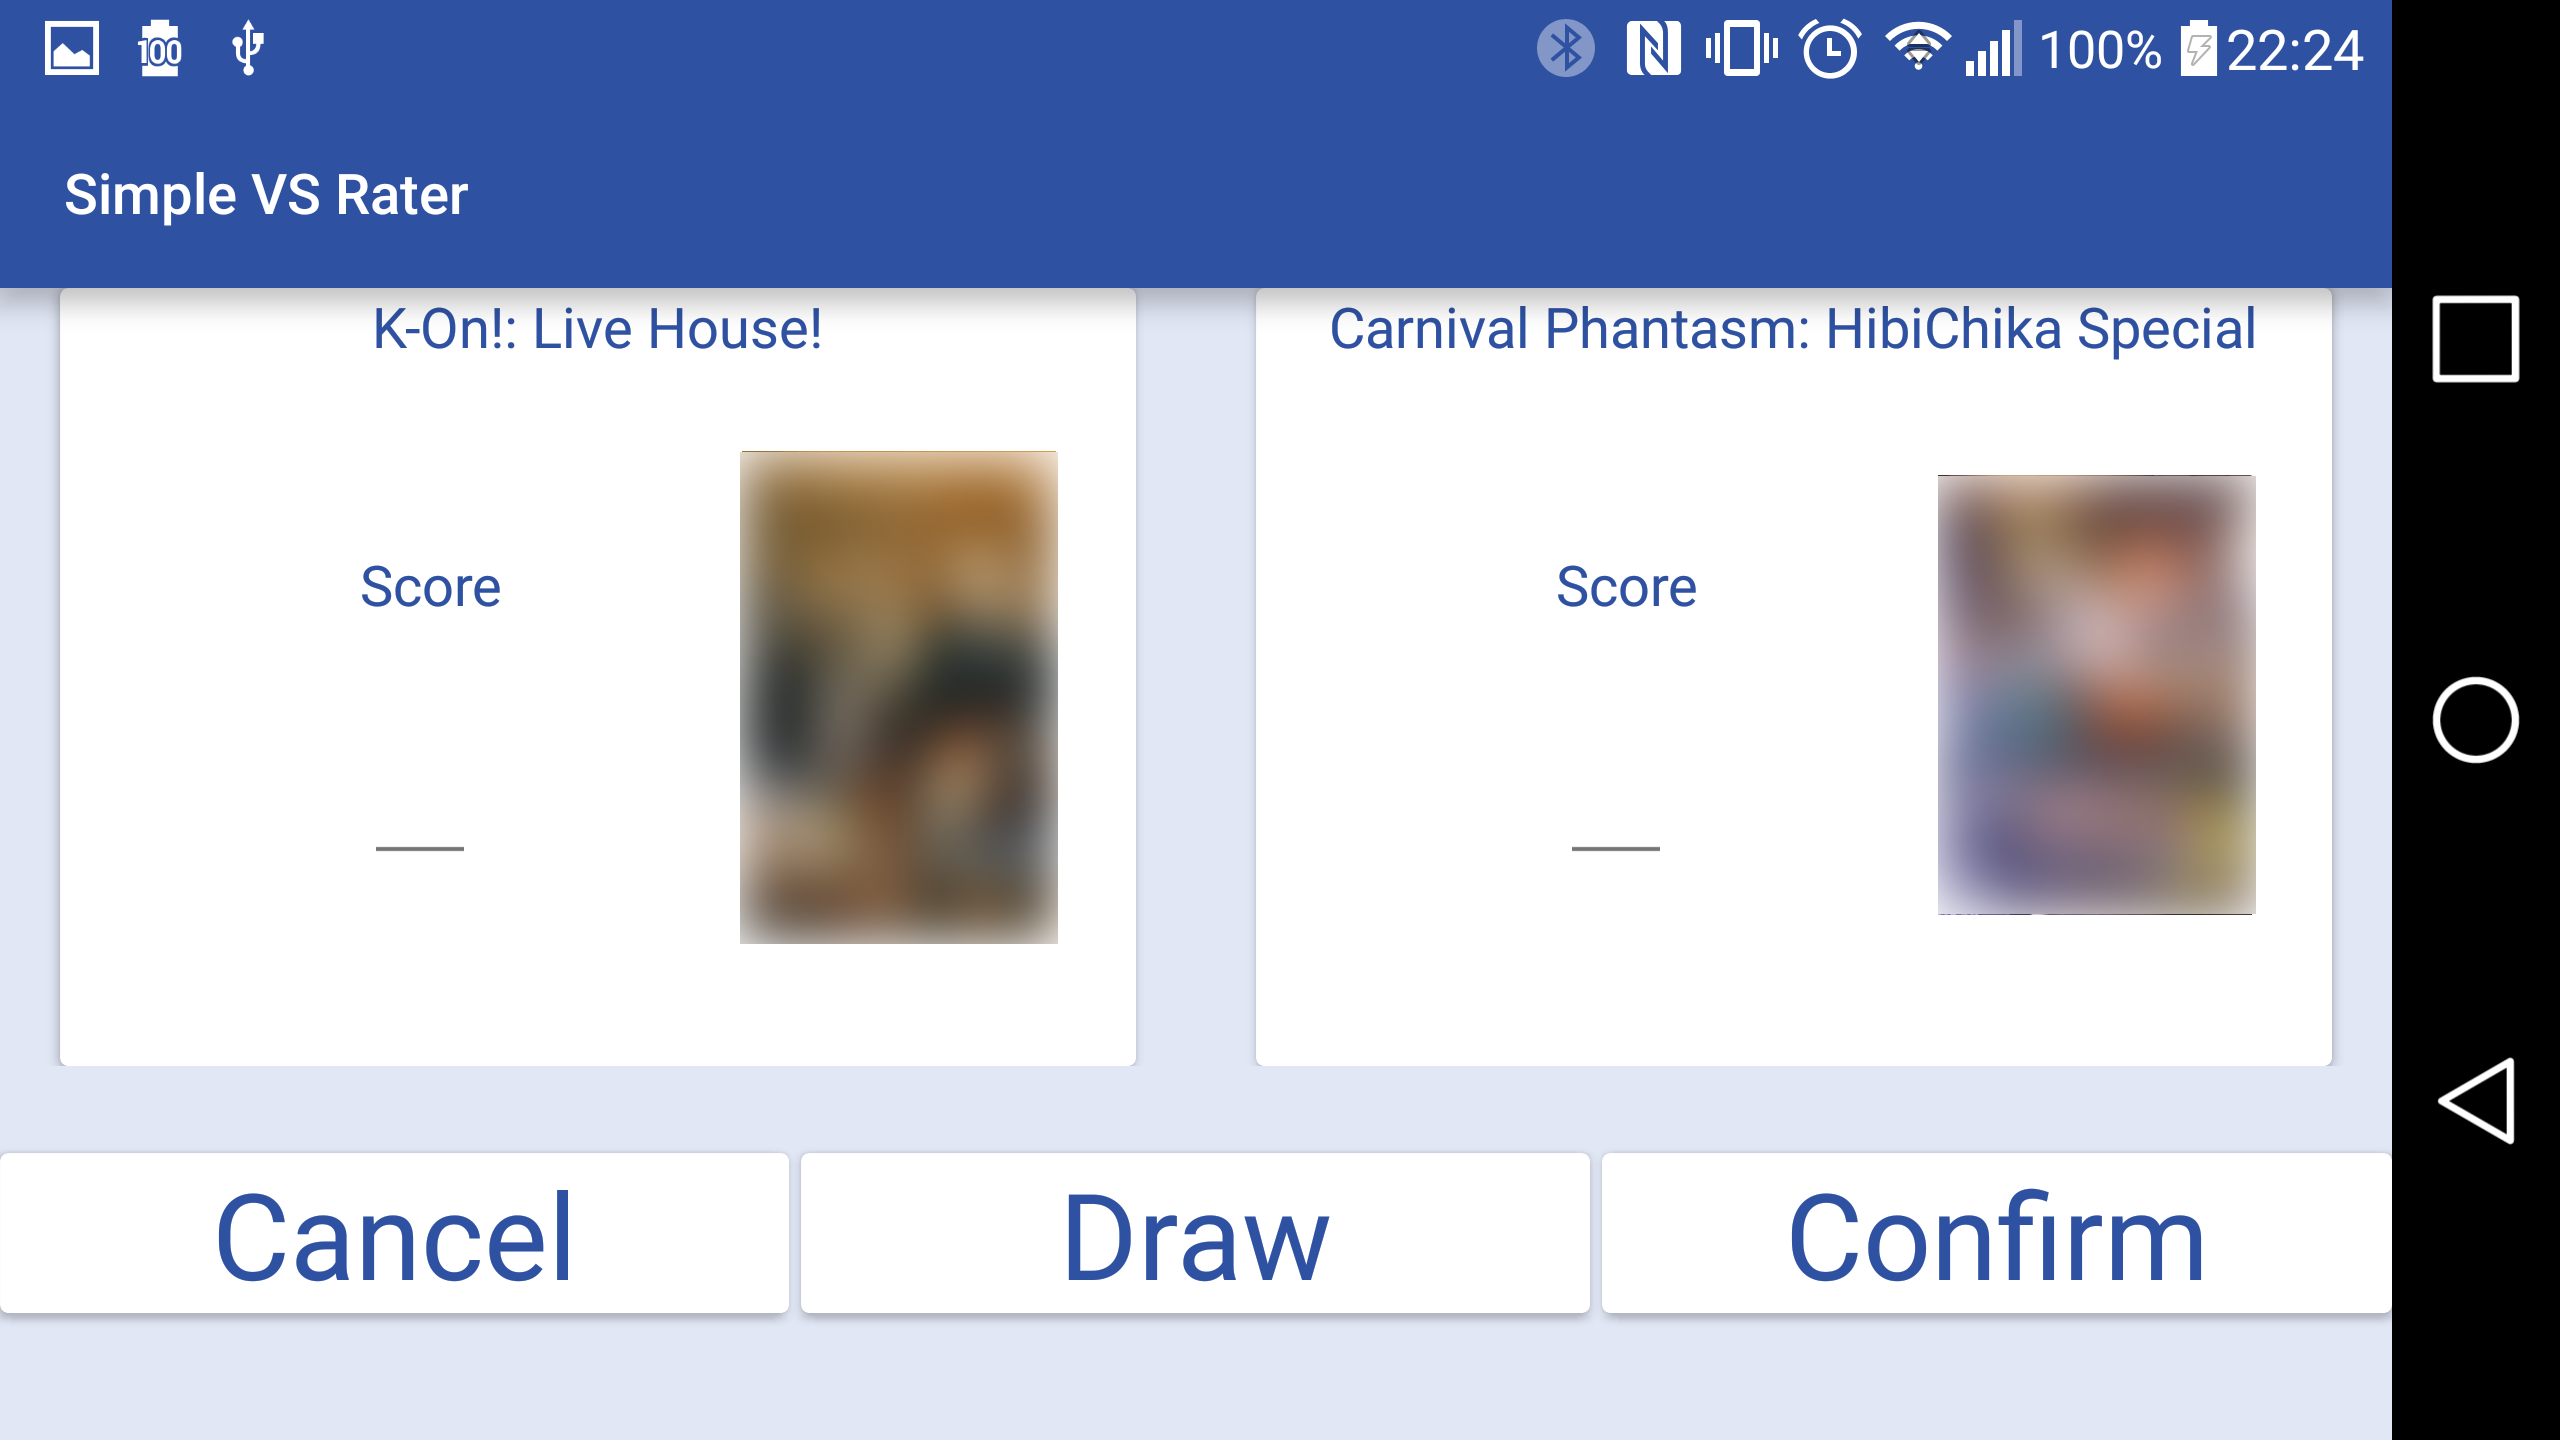 100
100% 22:24
Simple VS Rater
K-On!: Live House!
Carnival Phantasm: HibiChika Special
Score
Score
Cancel
Draw
Confirm